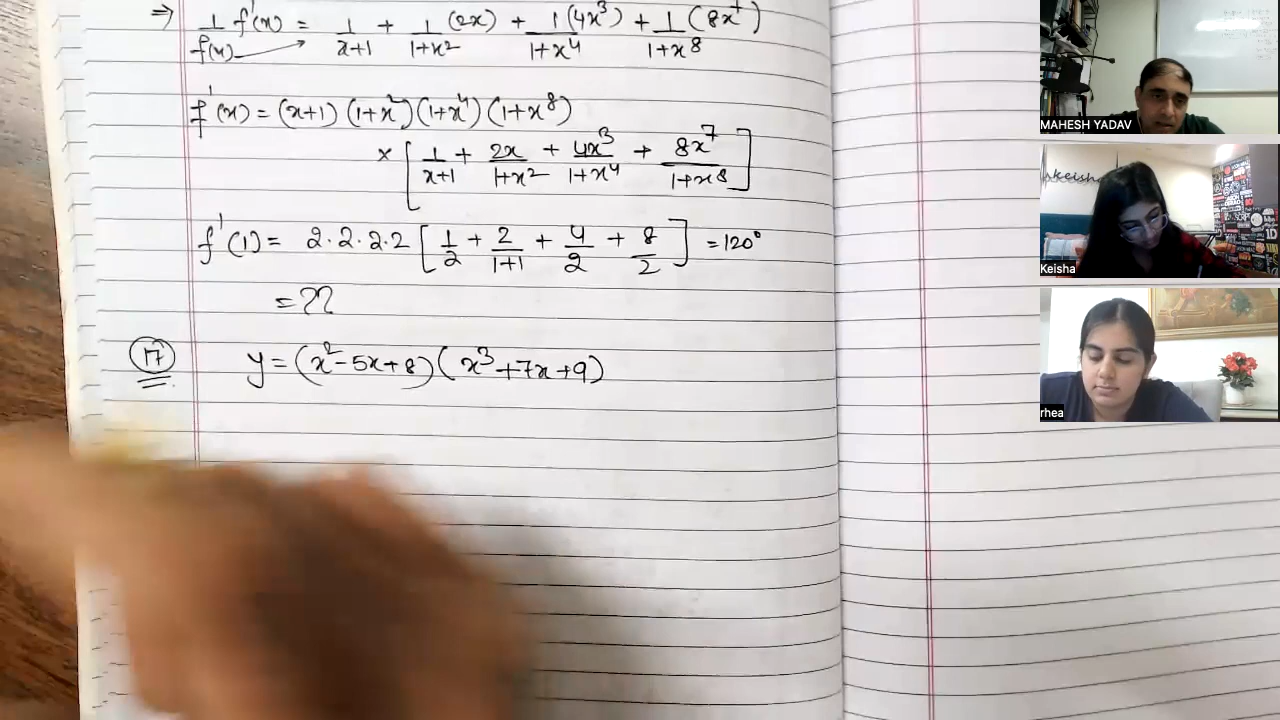 ⇒ 1/f(x) f'(x) = 1/(x+1) + 1/(1+x²) (2x) + 1/(1+x⁴) (4x³) + 1/(1+x⁸) (8x⁷)
f'(x) = (x+1) (1+x²) (1+x⁴) (1+x⁸)
× [ 1/(x+1) + 2x/(1+x²) + 4x³/(1+x⁴) + 8x⁷/(1+x⁸) ]
f'(1) = 2.2.2.2 [ 1/2 + 2/(1+1) + 4/2 + 8/2 ] = 120°
= ??
17 y = (x²-5x+8) (x³+7x+9)
MAHESH YADAV
Keisha
rhea